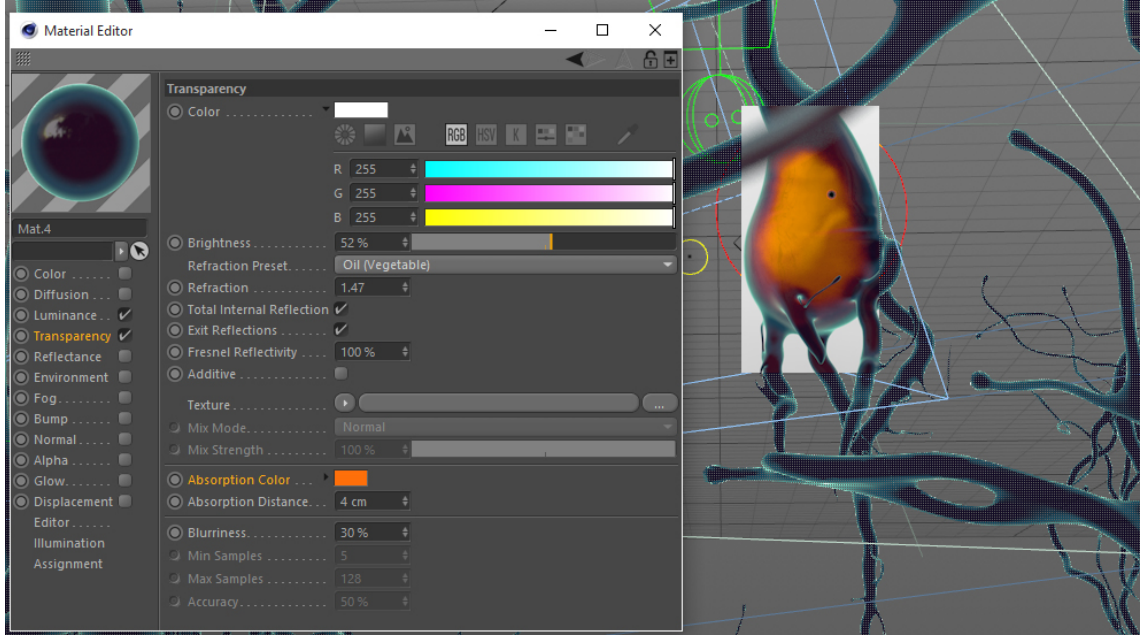 Material Editor
Transparency
Color . . . . . . . . . . . .
RGB HSV K
R 255
G 255
B 255
Mat.4
Brightness . . . . . . . . . 52 %
Refraction Preset. . . . . . Oil (Vegetable)
Refraction . . . . . . . . . 1.47
Total Internal Reflection
Exit Reflections . . . . . . .
Fresnel Reflectivity . . . . 100 %
Additive . . . . . . . . . . .
Texture . . . . . . . . . . . ...
Mix Mode. . . . . . . . . . Normal
Mix Strength . . . . . . . . 100 %
Absorption Color . . .
Absorption Distance. . . 4 cm
Blurriness. . . . . . . . . . 30 %
Min Samples . . . . . . . . 5
Max Samples . . . . . . . . 128
Accuracy. . . . . . . . . . . 50 %
Color . . . . . .
Diffusion . . .
Luminance . .
Transparency
Reflectance
Environment
Fog. . . . . . .
Bump . . . . .
Normal . . . .
Alpha . . . . .
Glow. . . . . .
Displacement
Editor . . . . .
Illumination
Assignment